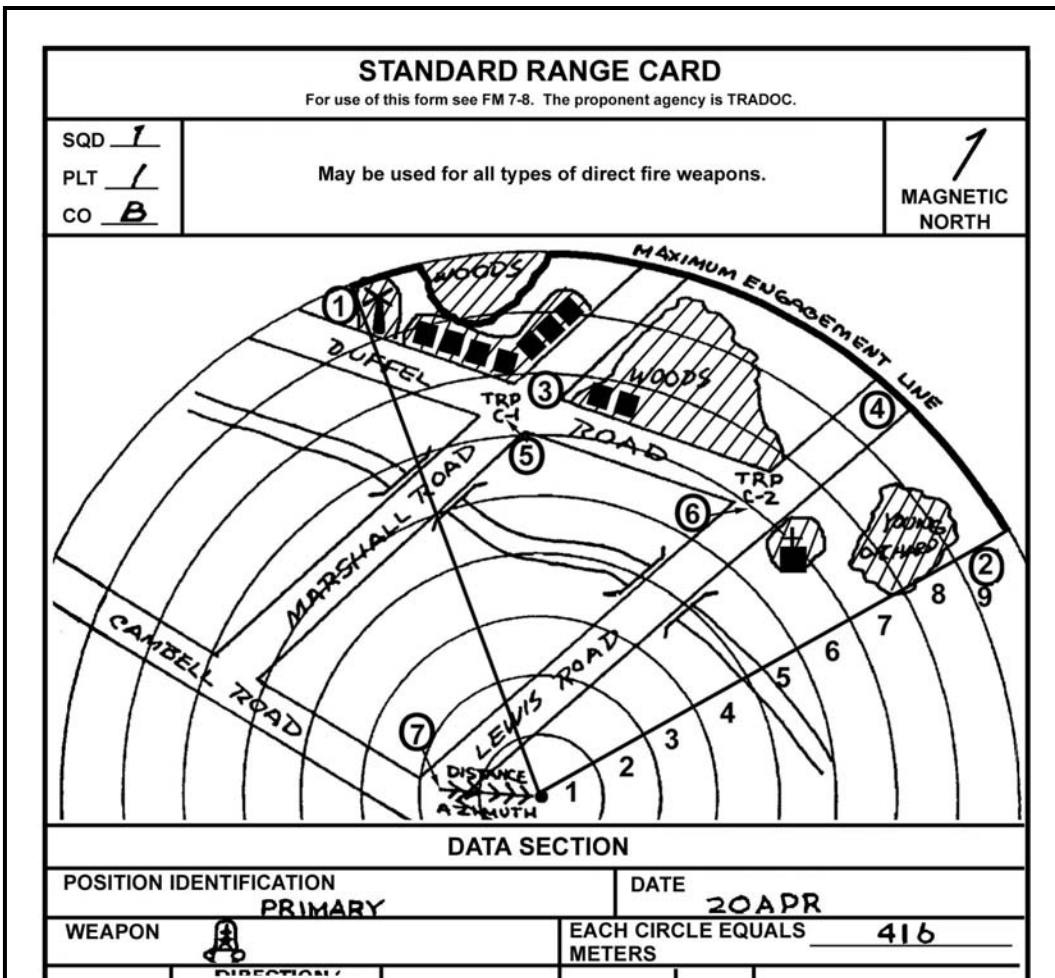 STANDARD RANGE CARD
For use of this form see FM 7-8. The proponent agency is TRADOC.
SQD 1
PLT 1
CO B
May be used for all types of direct fire weapons.
MAGNETIC
NORTH
MAXIMUM ENGAGEMENT LINE
WOODS
1
DUFFEL
3
WOODS
4
TRP
C-1
ROAD
5
TRP
C-2
6
YOUNG
ORCHARD
MARSHALL ROAD
2
9
8
7
6
5
4
3
2
1
CAMBELL ROAD
LEWIS ROAD
7
DISTANCE
AZIMUTH
DATA SECTION
POSITION IDENTIFICATION
PRIMARY
DATE
20 APR
WEAPON
EACH CIRCLE EQUALS 416
METERS
DIRECTION/